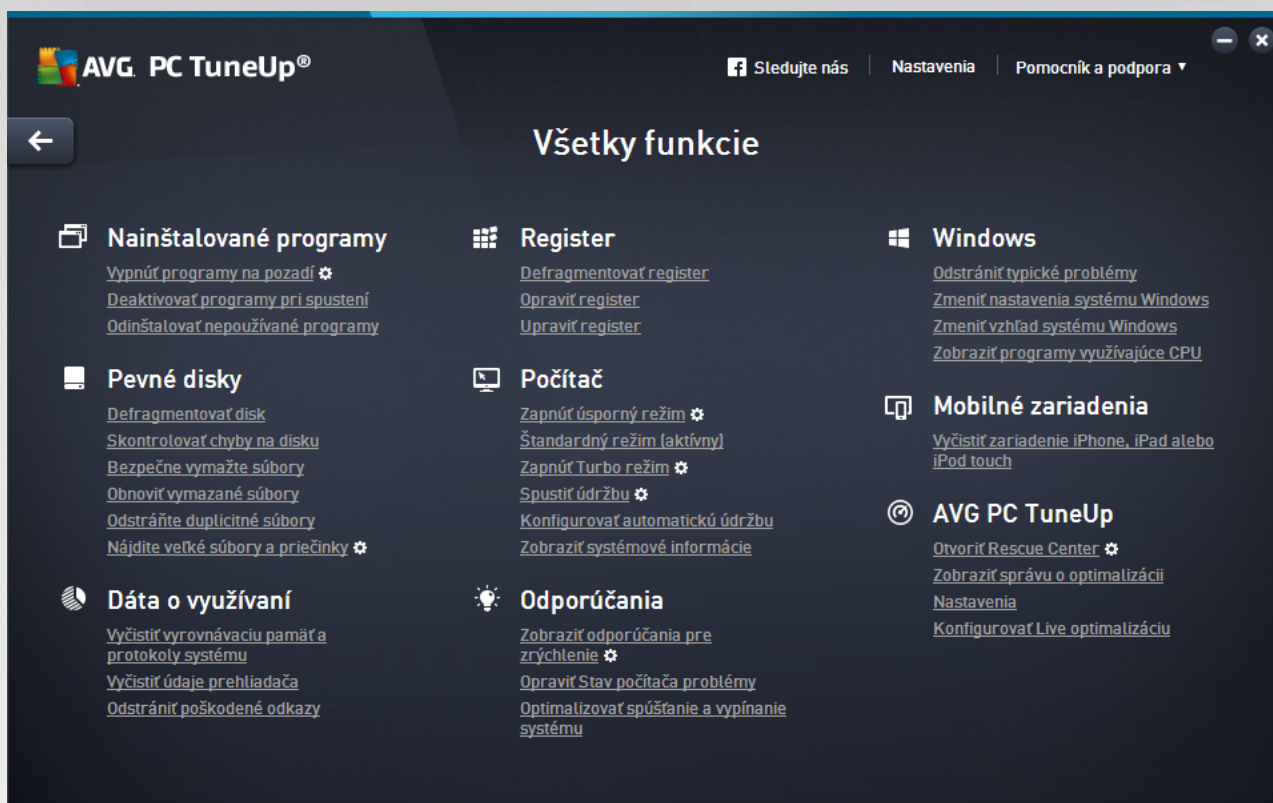 AVG. PC TuneUp®
Sledujte nás
Nastavenia
Pomocník a podpora
Všetky funkcie
Nainštalované programy
Vypnúť programy na pozadí
Deaktivovať programy pri spustení
Odinštalovať nepoužívané programy
Pevné disky
Defragmentovať disk
Skontrolovať chyby na disku
Bezpečne vymažte súbory
Obnoviť vymazané súbory
Odstráňte duplicitné súbory
Nájdite veľké súbory a priečinky
Dáta o využívaní
Vyčistiť vyrovnávaciu pamäť a
protokoly systému
Vyčistiť údaje prehliadača
Odstrániť poškodené odkazy
Register
Defragmentovať register
Opraviť register
Upraviť register
Počítač
Zapnúť úsporný režim
Štandardný režim (aktívny)
Zapnúť Turbo režim
Spustiť údržbu
Konfigurovať automatickú údržbu
Zobraziť systémové informácie
Odporúčania
Zobraziť odporúčania pre
zrýchlenie
Opraviť Stav počítača problémy
Optimalizovať spúšťanie a vypínanie
systému
Windows
Odstrániť typické problémy
Zmeniť nastavenia systému Windows
Zmeniť vzhľad systému Windows
Zobraziť programy využívajúce CPU
Mobilné zariadenia
Vyčistiť zariadenie iPhone, iPad alebo
iPod touch
AVG PC TuneUp
Otvoriť Rescue Center
Zobraziť správu o optimalizácii
Nastavenia
Konfigurovať Live optimalizáciu